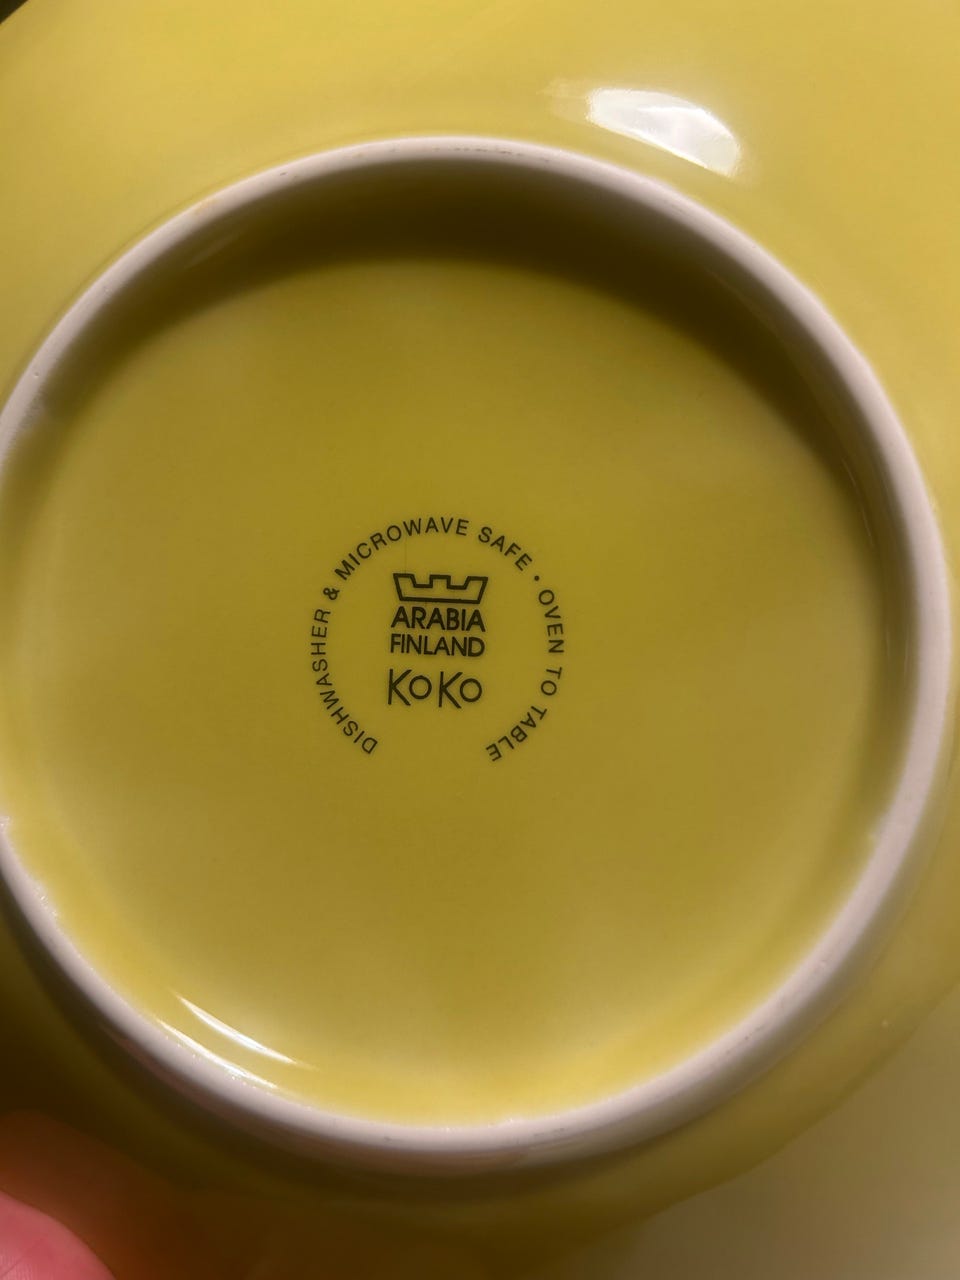 DISHWASHER & MICROWAVE SAFE · OVEN TO TABLE
ARABIA
FINLAND
KoKo